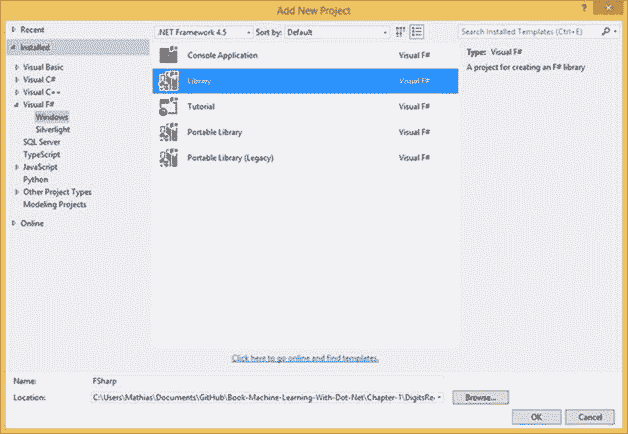 Add New Project
Recent
.NET Framework 4.5
Sort by: Default
Search Installed Templates (Ctrl+E)
Installed
Visual Basic
Visual C#
Visual C++
Visual F#
Windows
Silverlight
SQL Server
TypeScript
JavaScript
Python
Other Project Types
Modeling Projects
Online
Console Application Visual F#
Library Visual F#
Tutorial Visual F#
Portable Library Visual F#
Portable Library (Legacy) Visual F#
Type: Visual F#
A project for creating an F# library
Click here to go online and find templates.
Name: FSharp
Location: C:\Users\Mathias\Documents\GitHub\Book-Machine-Learning-With-Dot-Net\Chapter-1\DigitsRe
Browse...
OK Cancel